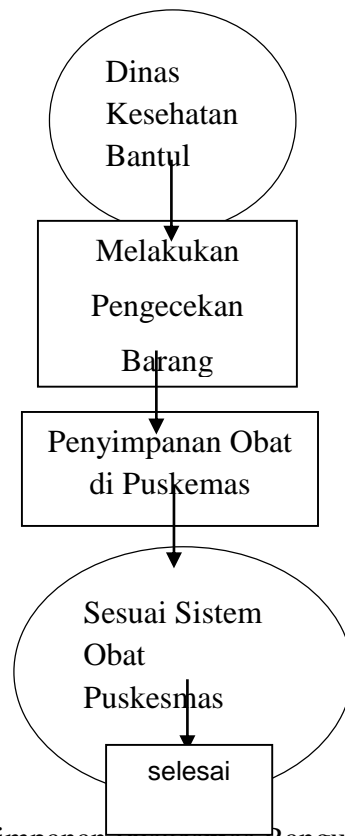 Dinas
Kesehatan
Bantul
Melakukan
Pengecekan
Barang
Penyimpanan Obat
di Puskemas
Sesuai Sistem
Obat
Puskesmas
selesai